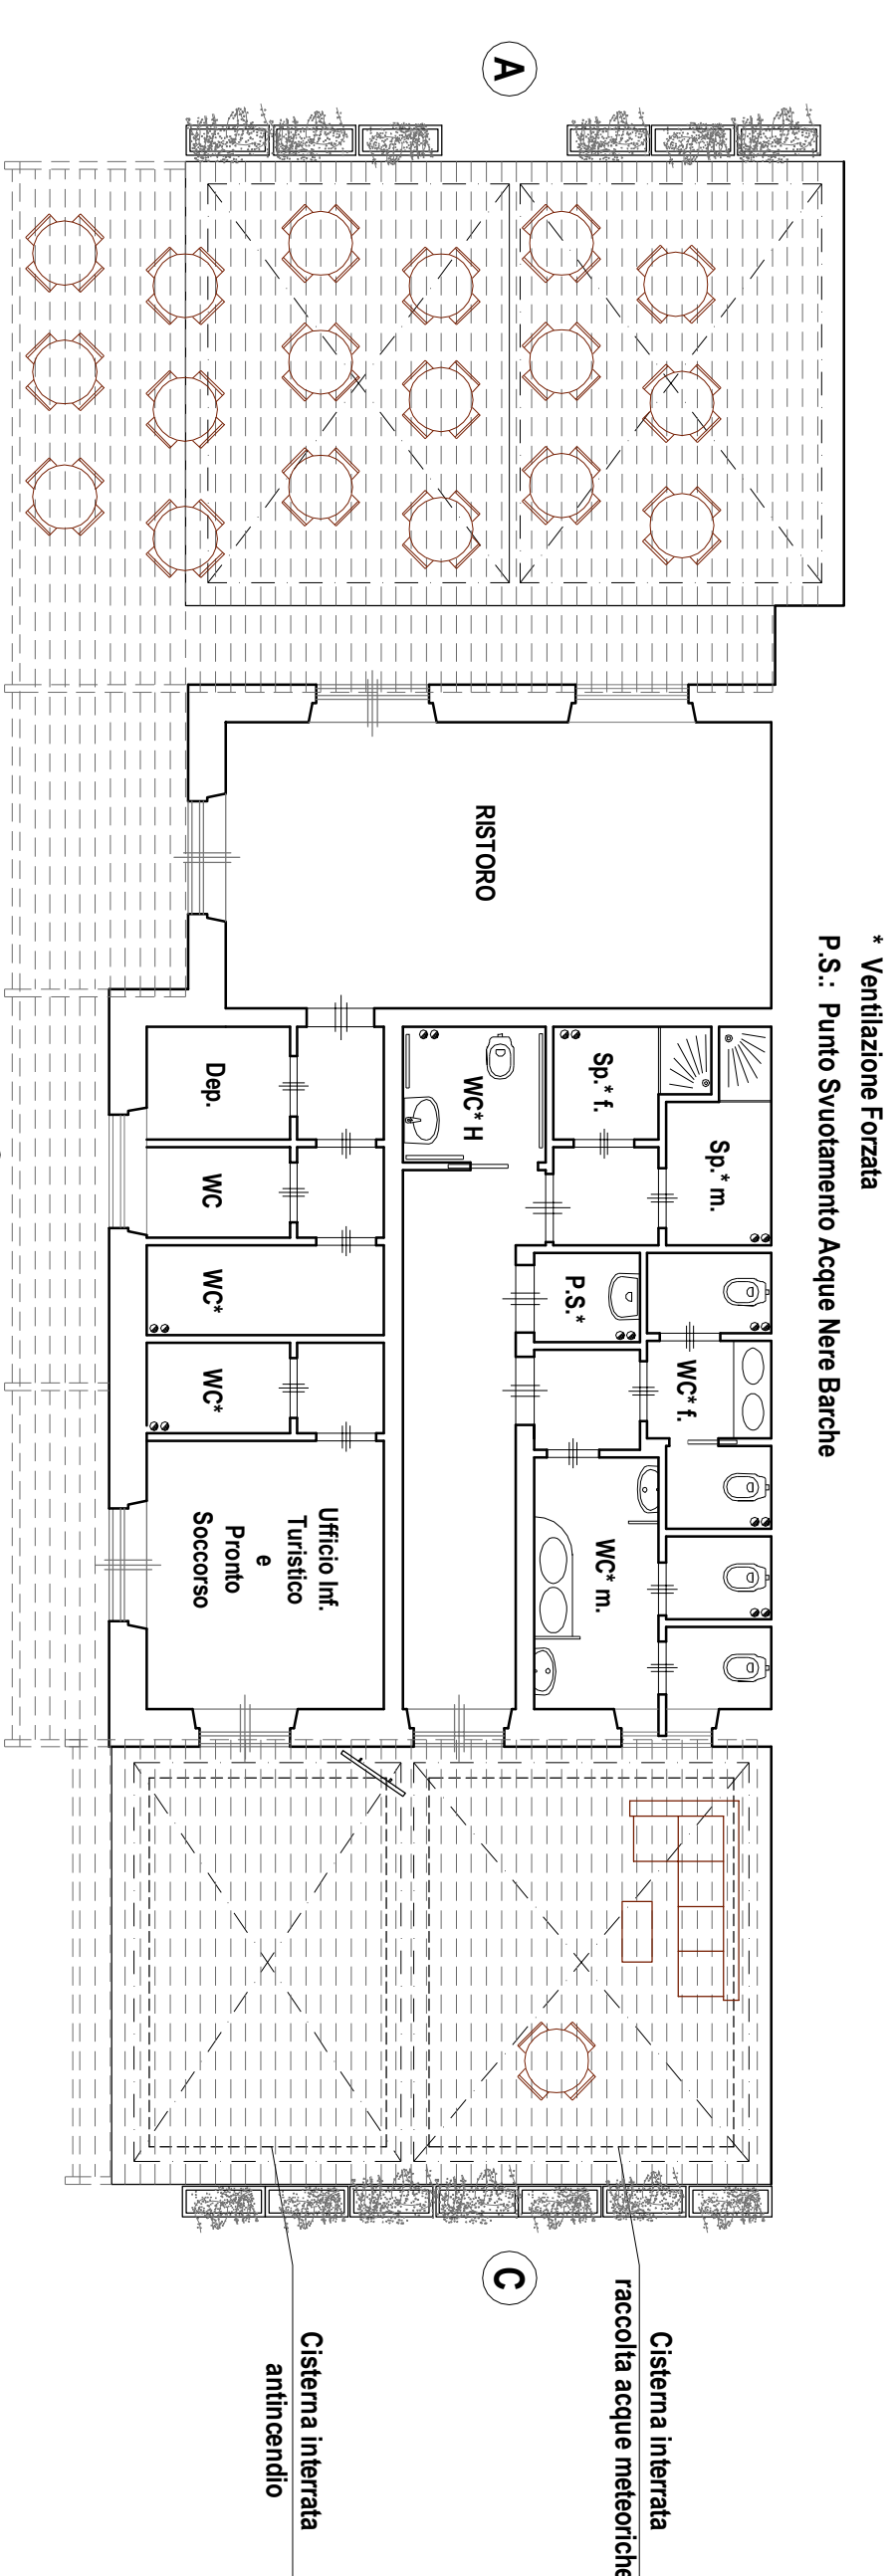 * Ventilazione Forzata
P.S.: Punto Svuotamento Acque Nere Barche
A
RISTORO
Sp.* m.
Sp.* f.
WC* H
P.S.*
WC* f.
WC* m.
Dep.
WC
WC*
WC*
Ufficio Inf.
Turistico
e
Pronto
Soccorso
C
Cisterna interrata
raccolta acque meteoriche
Cisterna interrata
antincendio